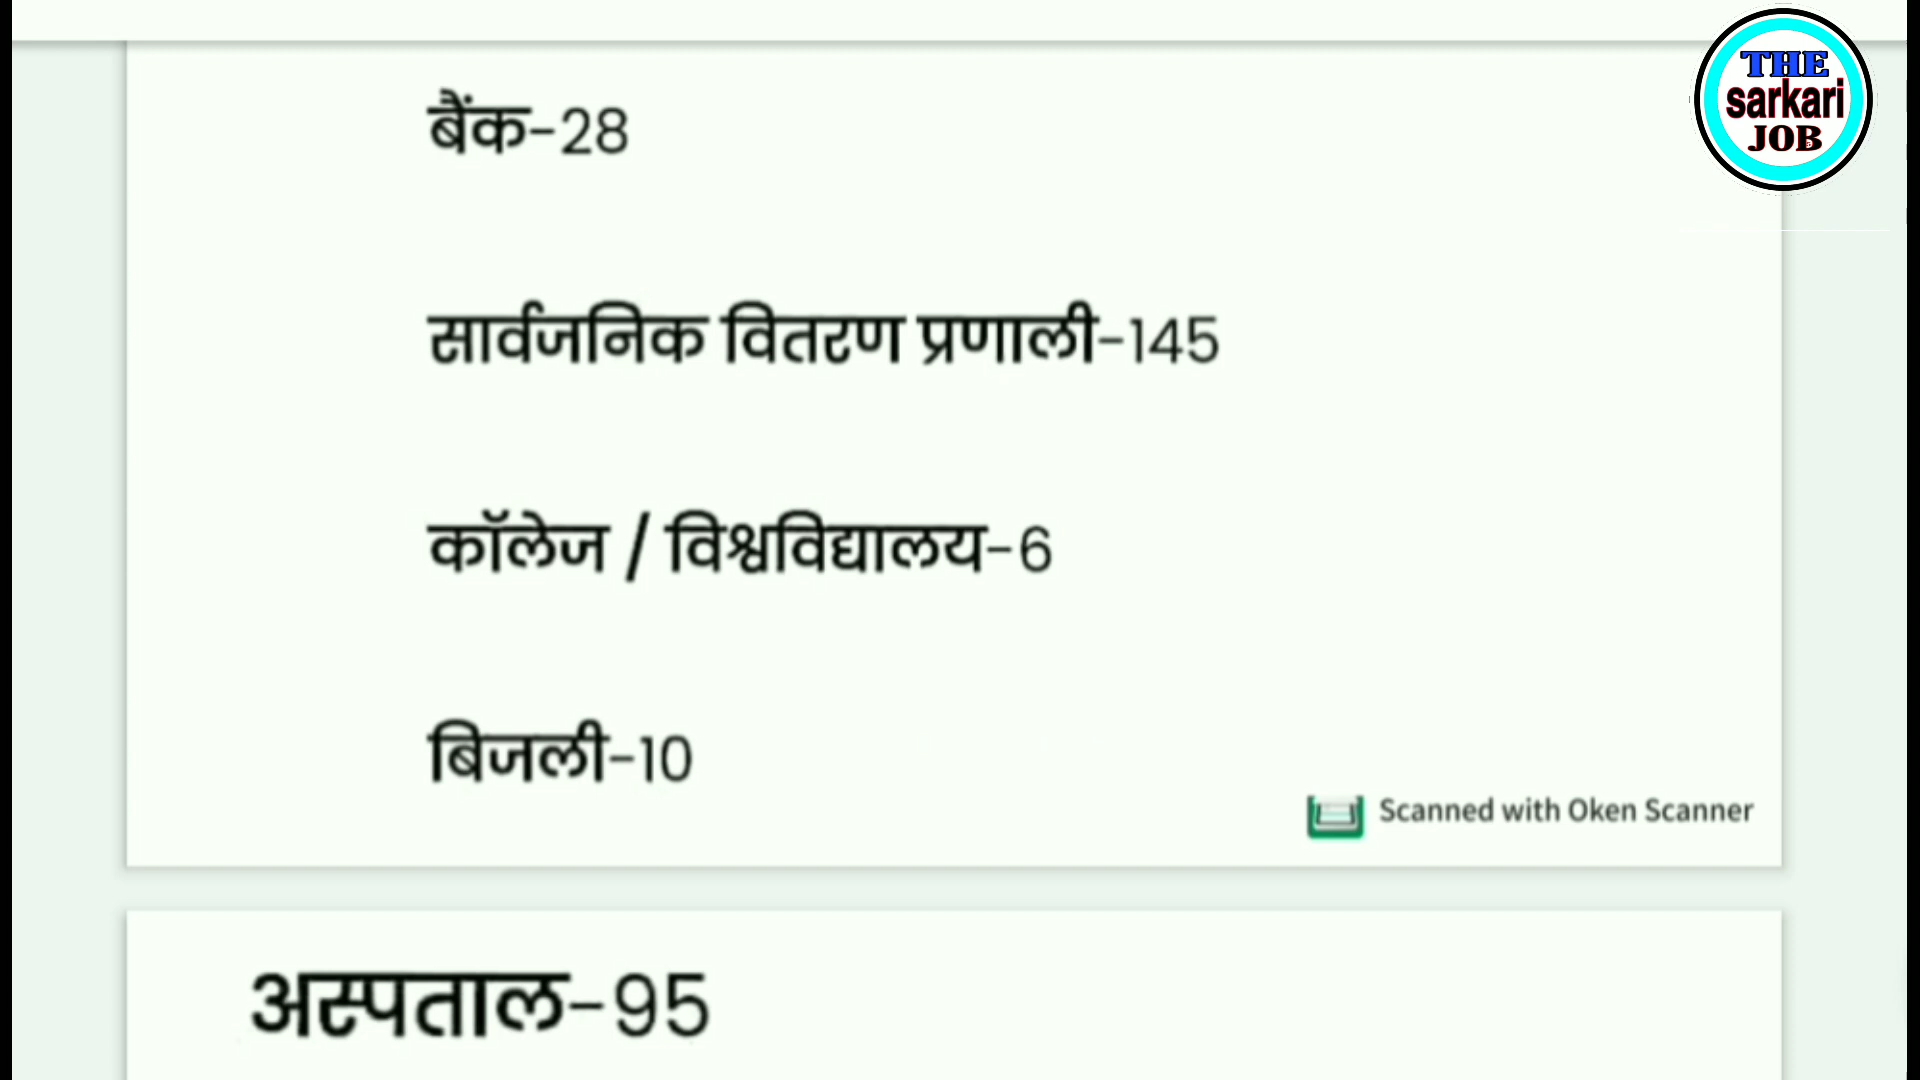 THE
sarkari
JOB
बैंक-28
सार्वजनिक वितरण प्रणाली-145
कॉलेज / विश्वविद्यालय-6
बिजली-10
Scanned with Oken Scanner
अस्पताल-95